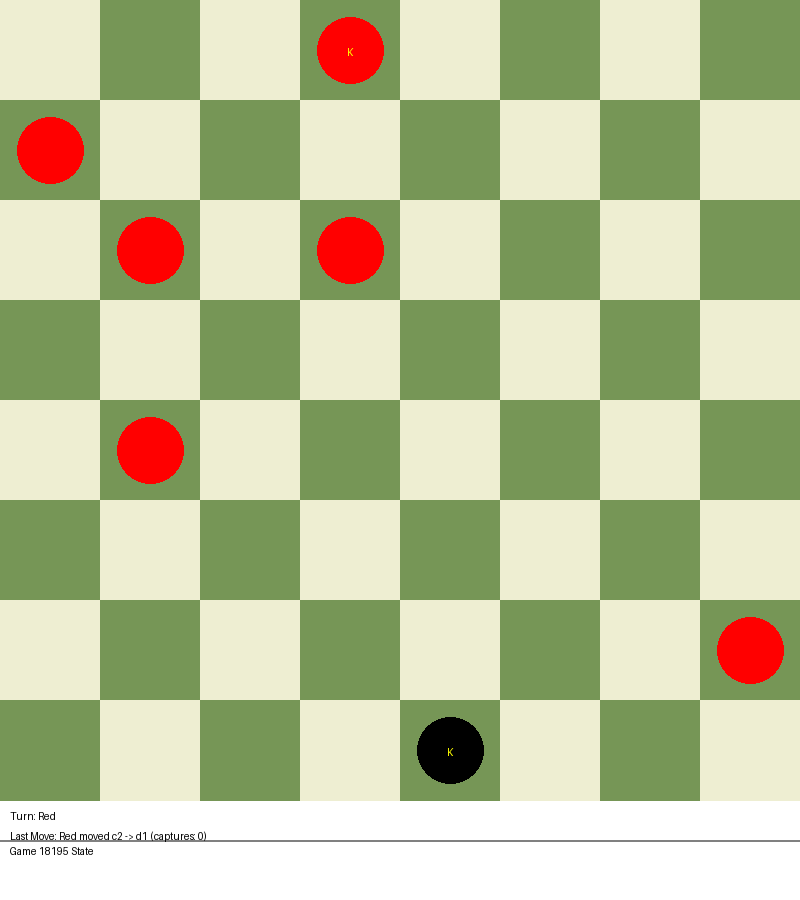 K
K
Turn: Red
Last Move: Red moved c2 -> d1 (captures: 0)
Game 18195 State